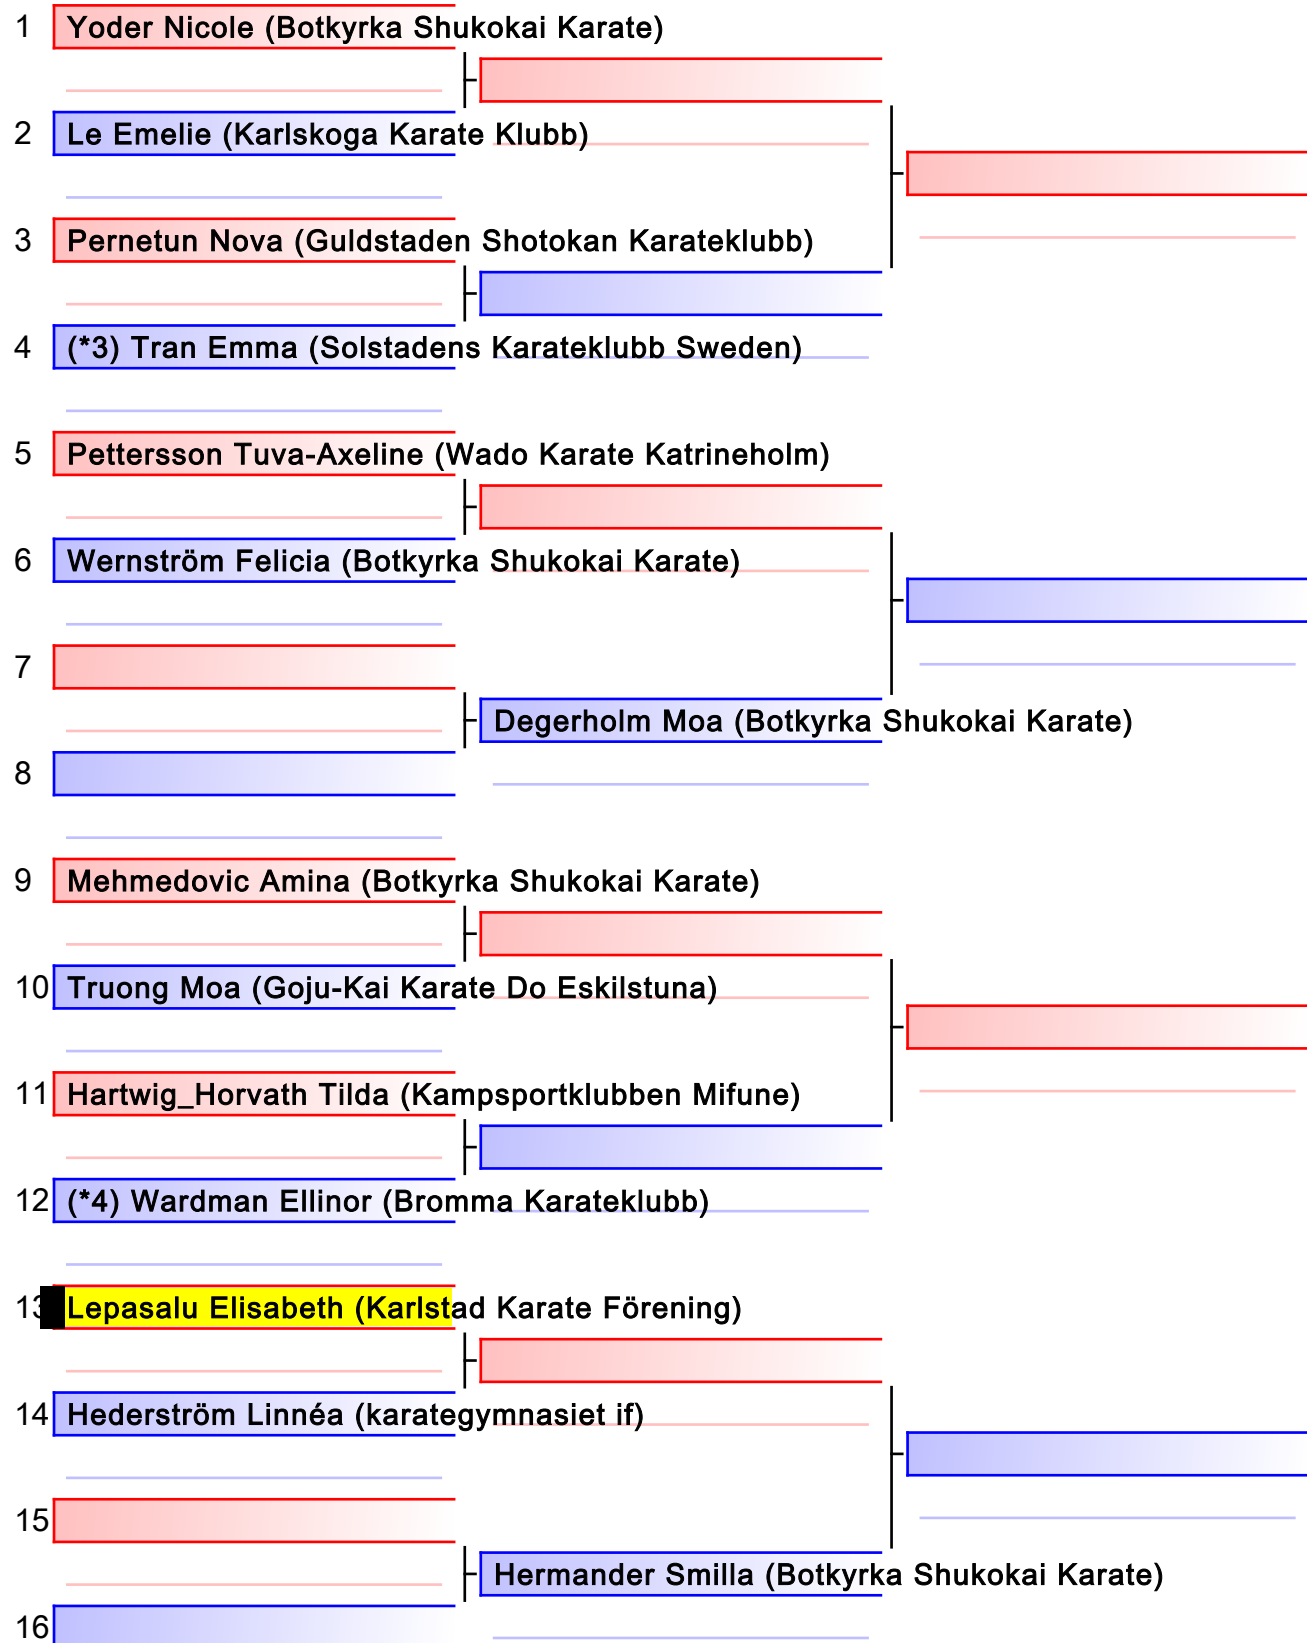 1 Yoder Nicole (Botkyrka Shukokai Karate)
2 Le Emelie (Karlskoga Karate Klubb)
3 Pernetun Nova (Guldstaden Shotokan Karateklubb)
4 (*3) Tran Emma (Solstadens Karateklubb Sweden)
5 Pettersson Tuva-Axeline (Wado Karate Katrineholm)
6 Wernström Felicia (Botkyrka Shukokai Karate)
7
Degerholm Moa (Botkyrka Shukokai Karate)
8
9 Mehmedovic Amina (Botkyrka Shukokai Karate)
10 Truong Moa (Goju-Kai Karate Do Eskilstuna)
11 Hartwig_Horvath Tilda (Kampsportklubben Mifune)
12 (*4) Wardman Ellinor (Bromma Karateklubb)
13 Lepasalu Elisabeth (Karlstad Karate Förening)
14 Hederström Linnéa (karategymnasiet if)
15
Hermander Smilla (Botkyrka Shukokai Karate)
16